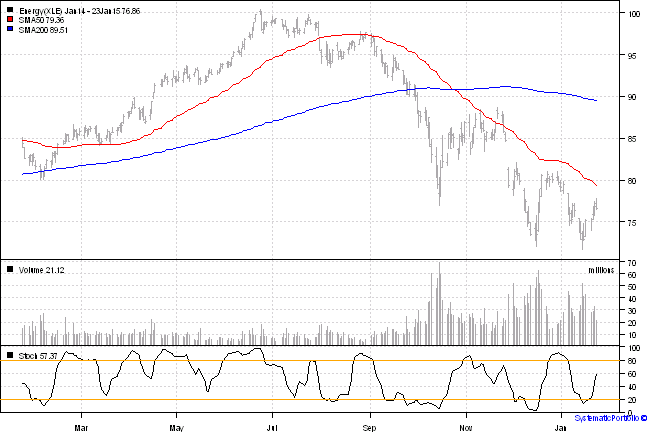 Energy(XLE) Jan14 - 23Jan15 76.86
SMA50 79.36
SMA200 89.51
100
95
90
85
80
75
Volume 21.12
millions
70
60
50
40
30
20
10
Stoch 57.37
100
80
60
40
20
0
Mar
May
Jul
Sep
Nov
Jan
SystematicPortfolio ©